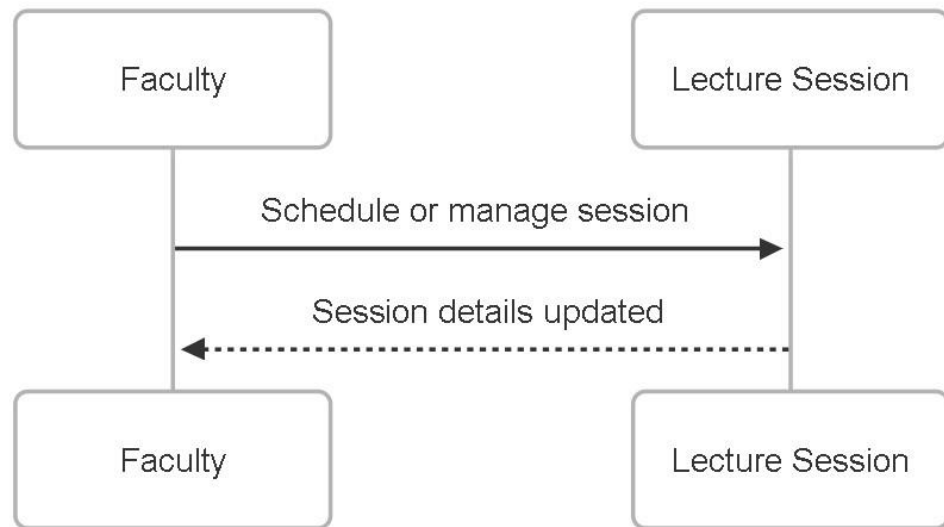 Faculty
Lecture Session
Schedule or manage session
Session details updated
Faculty
Lecture Session